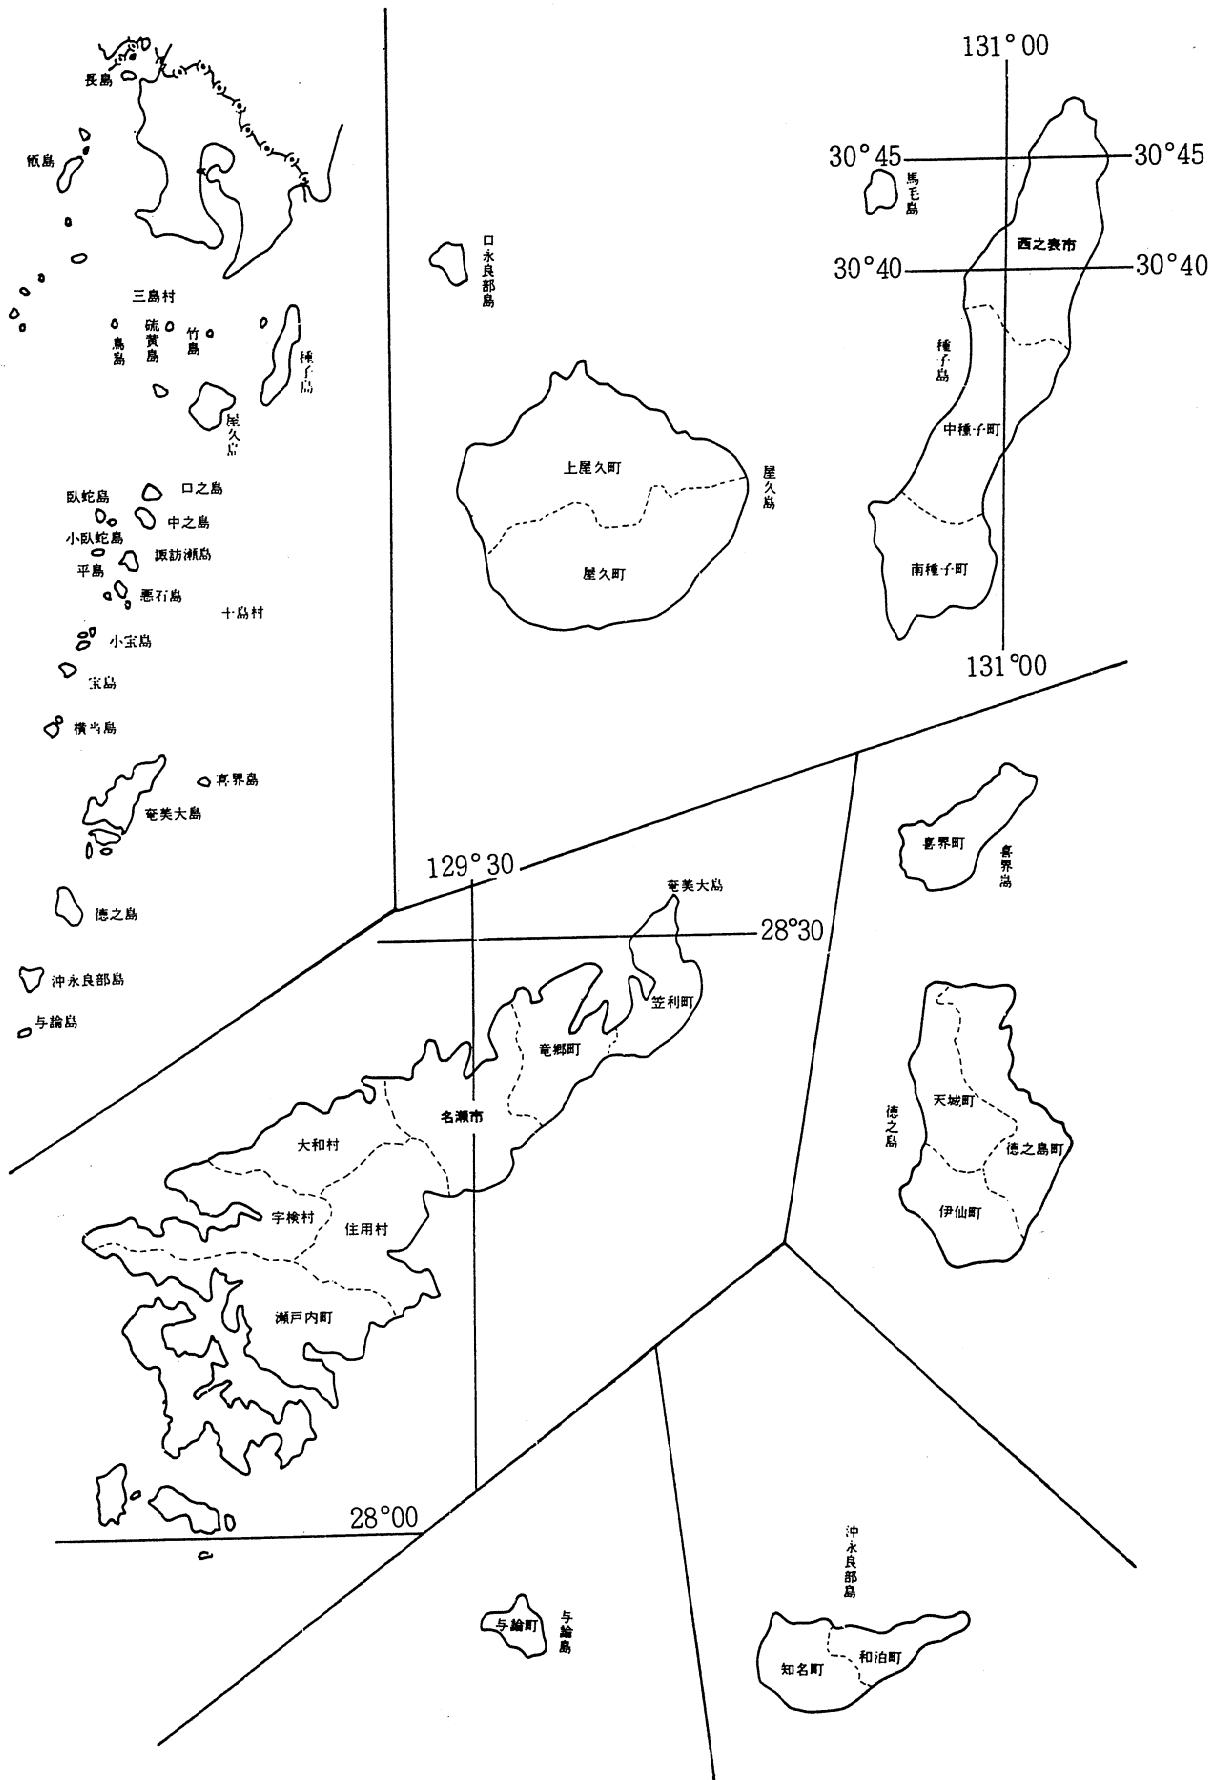 長島
甑島
三島村
硫黄島
竹島
種子島
屋久島
臥蛇島
口之島
中之島
小臥蛇島
諏訪瀬島
平島
悪石島
十島村
小宝島
宝島
横当島
喜界島
奄美大島
徳之島
沖永良部島
与論島
口永良部島
上屋久町
屋久町
屋久島
131°00
30°45
30°45
馬毛島
西之表市
30°40
30°40
種子島
中種子町
南種子町
131°00
129°30
奄美大島
28°30
笠利町
竜郷町
名瀬市
大和村
宇検村
住用村
瀬戸内町
28°00
喜界町
喜界島
天城町
徳之島
徳之島町
伊仙町
与論町
与論島
沖永良部島
知名町
和泊町